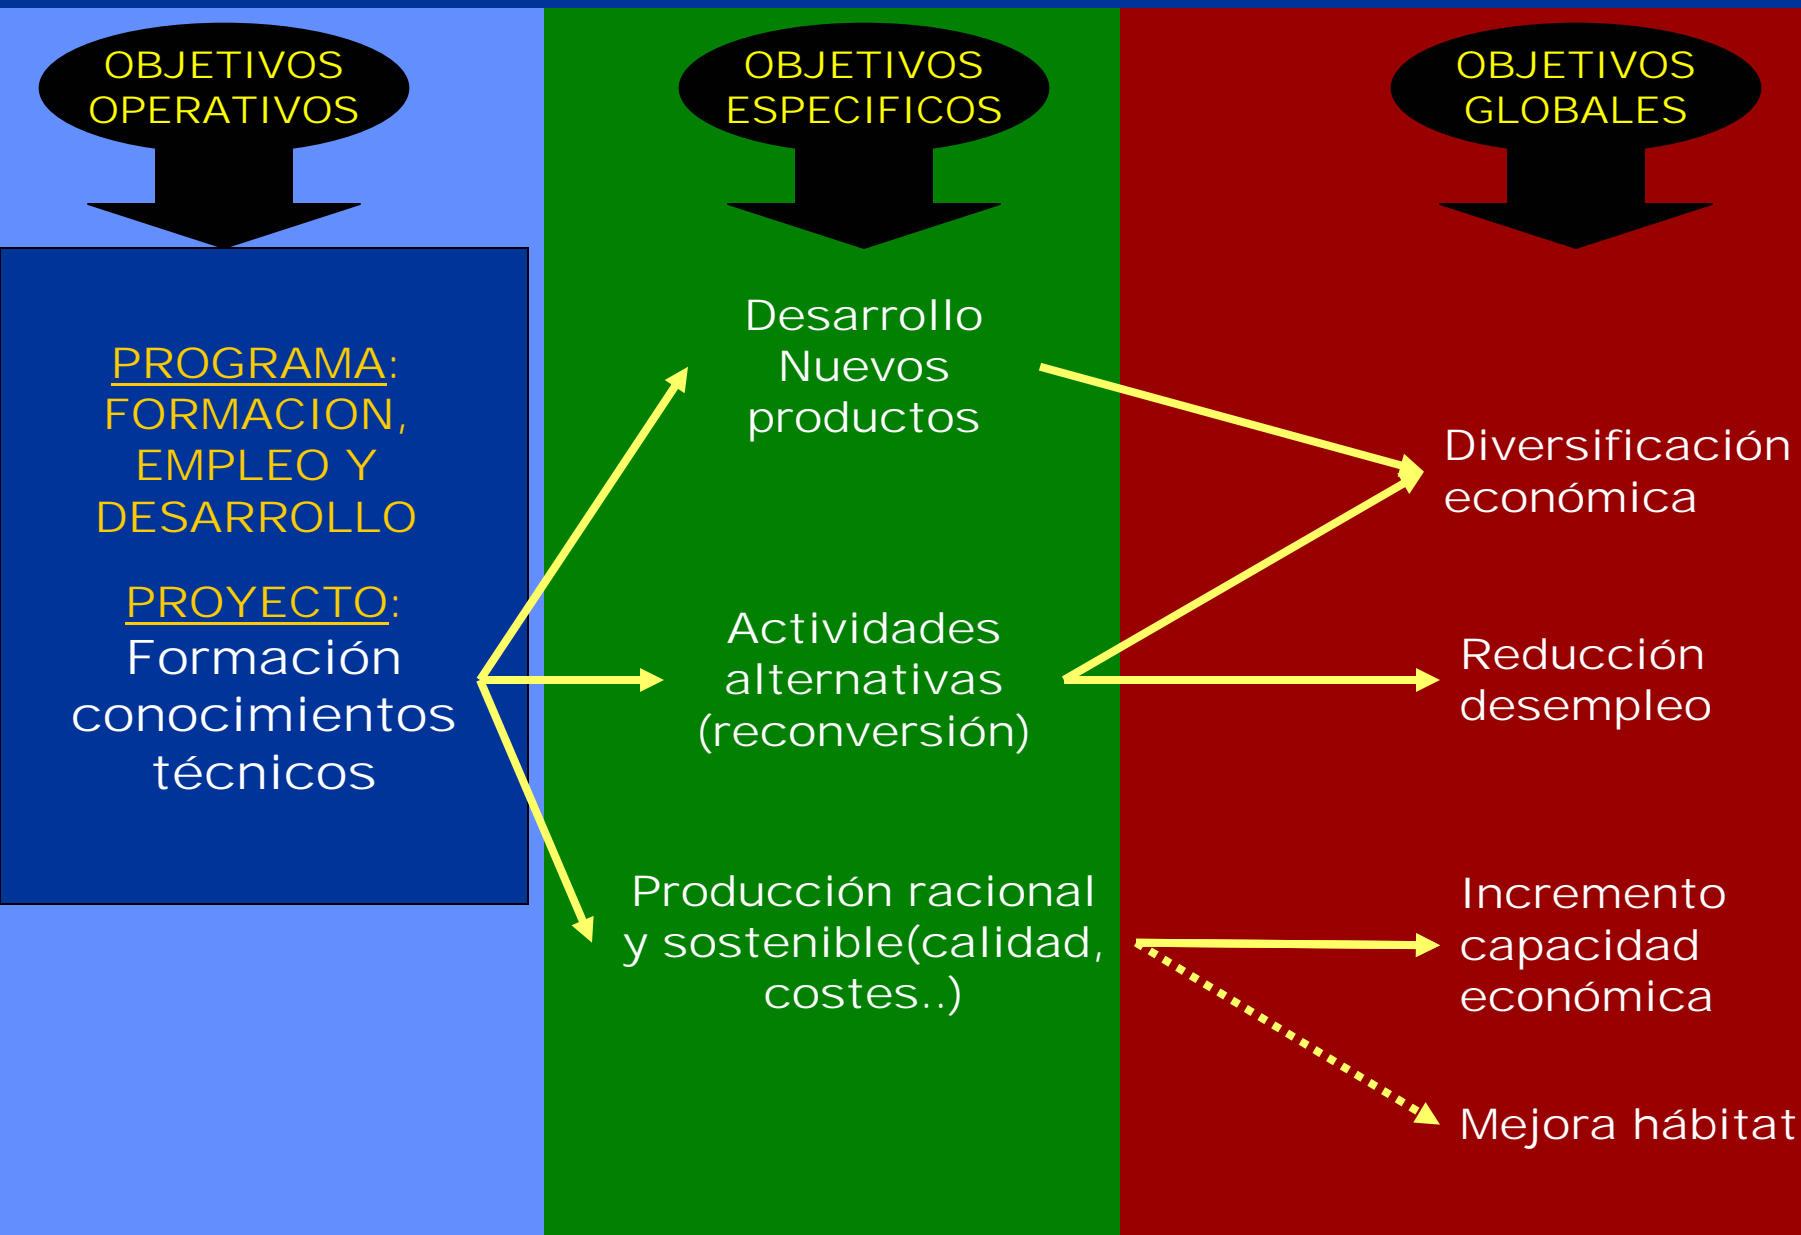 OBJETIVOS
OPERATIVOS
OBJETIVOS
ESPECIFICOS
OBJETIVOS
GLOBALES
PROGRAMA:
FORMACION,
EMPLEO Y
DESARROLLO
PROYECTO:
Formación
conocimientos
técnicos
Desarrollo
Nuevos
productos
Actividades
alternativas
(reconversión)
Producción racional
y sostenible(calidad,
costes..)
Diversificación
económica
Reducción
desempleo
Incremento
capacidad
económica
Mejora hábitat